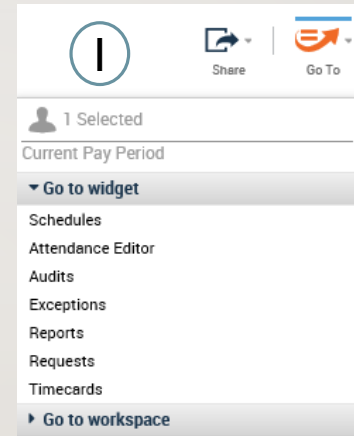 I
Share
Go To
1 Selected
Current Pay Period
Go to widget
Schedules
Attendance Editor
Audits
Exceptions
Reports
Requests
Timecards
Go to workspace